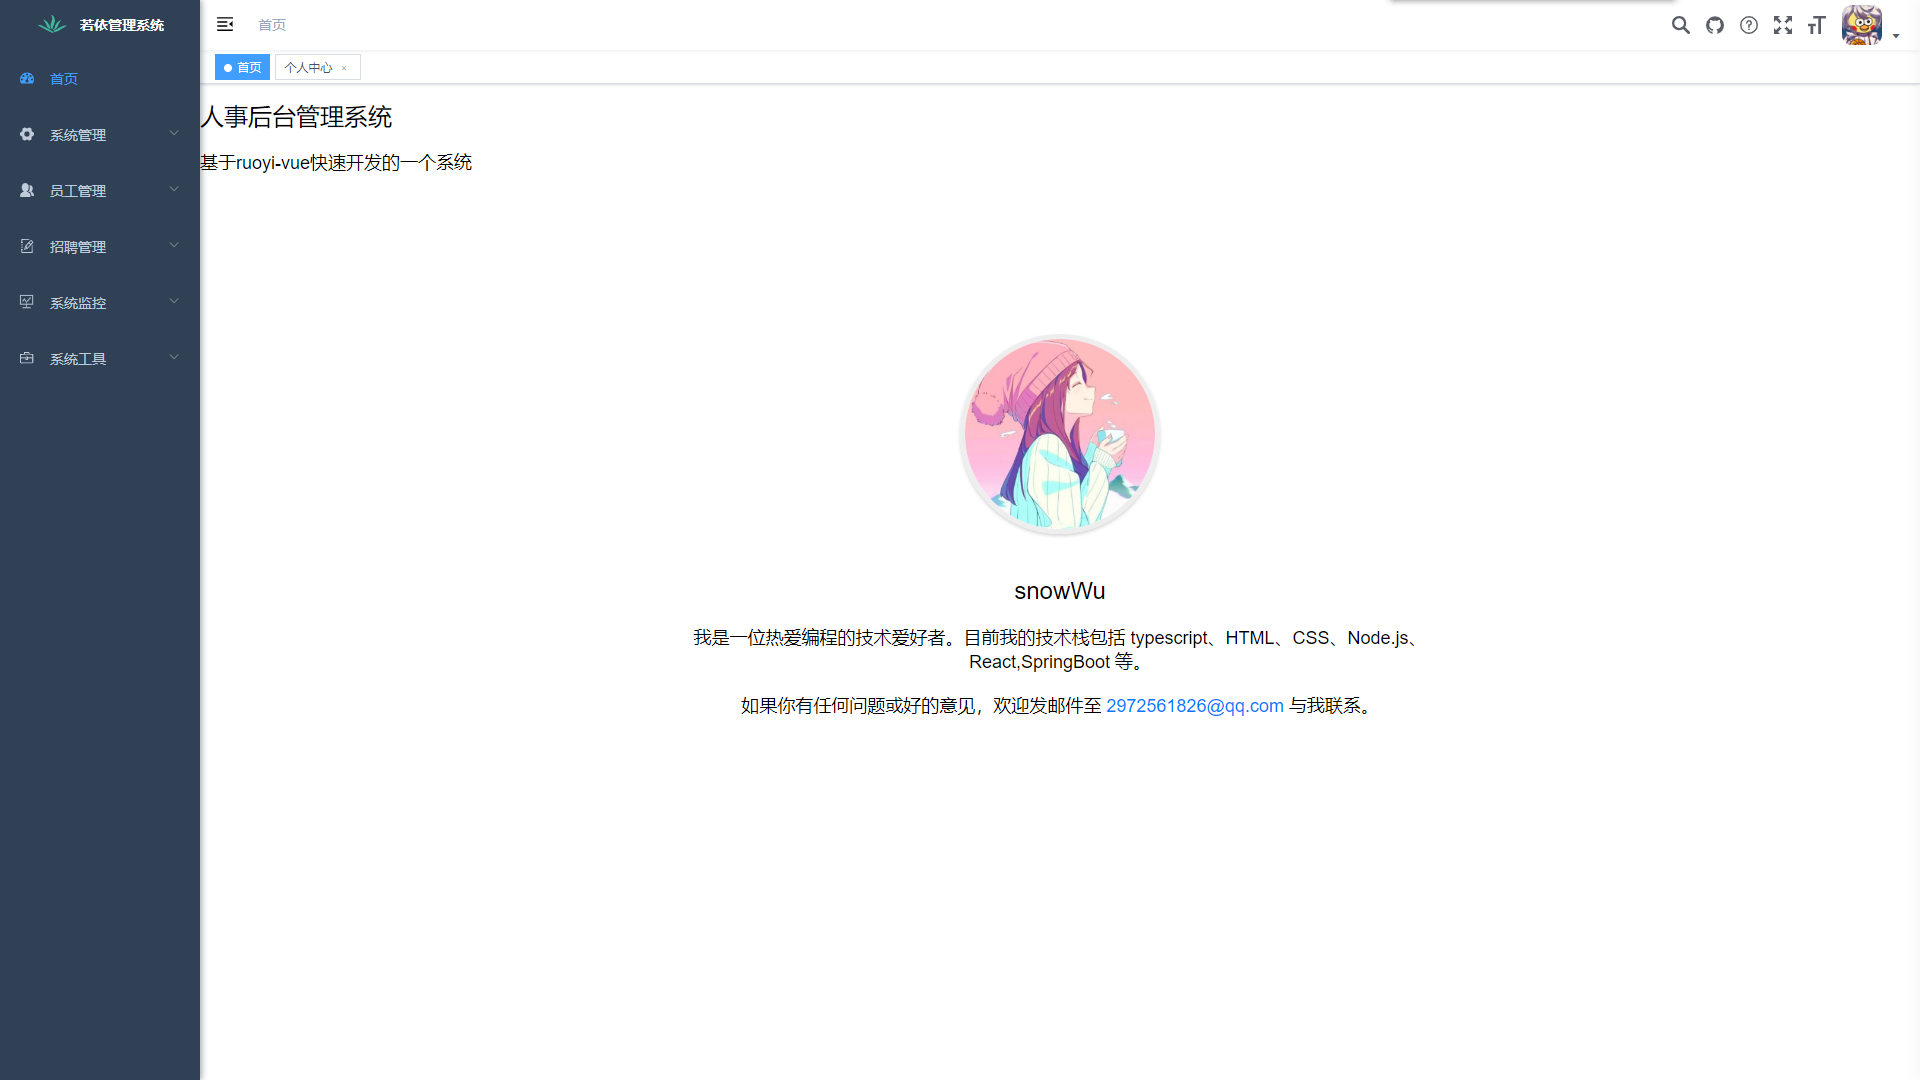 若依管理系统
首页
首页
系统管理
员工管理
招聘管理
系统监控
系统工具
首页
个人中心 ×
人事后台管理系统
基于ruoyi-vue快速开发的一个系统
snowWu
我是一位热爱编程的技术爱好者。目前我的技术栈包括 typescript、HTML、CSS、Node.js、
React,SpringBoot 等。
如果你有任何问题或好的意见，欢迎发邮件至 2972561826@qq.com 与我联系。